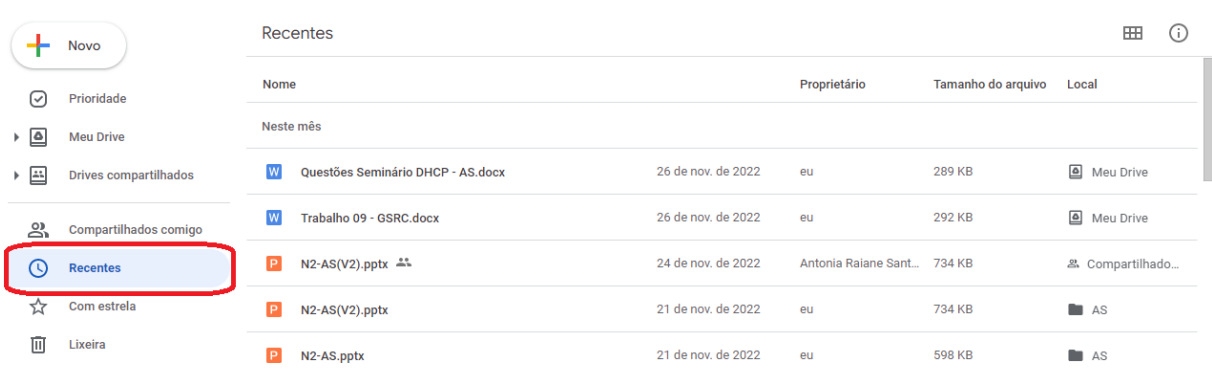 Novo
Prioridade
Meu Drive
Drives compartilhados
Compartilhados comigo
Recentes
Com estrela
Lixeira
Recentes
Nome Proprietário Tamanho do arquivo Local
Neste mês
W Questões Seminário DHCP - AS.docx 26 de nov. de 2022 eu 289 KB Meu Drive
W Trabalho 09 - GSRC.docx 26 de nov. de 2022 eu 292 KB Meu Drive
P N2-AS(V2).pptx 24 de nov. de 2022 Antonia Raiane Sant... 734 KB Compartilhado...
P N2-AS(V2).pptx 21 de nov. de 2022 eu 734 KB AS
P N2-AS.pptx 21 de nov. de 2022 eu 598 KB AS